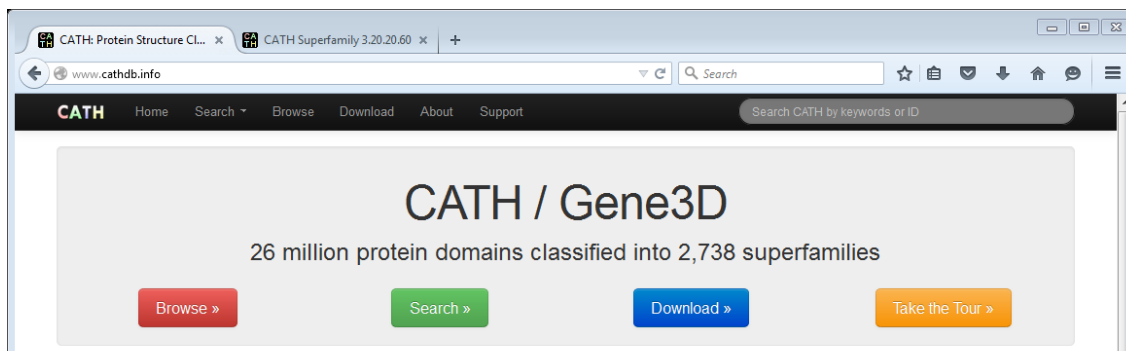 CATH: Protein Structure Cl... × CATH Superfamily 3.20.20.60 × +
www.cathdb.info Search
CATH Home Search Browse Download About Support Search CATH by keywords or ID
CATH / Gene3D
26 million protein domains classified into 2,738 superfamilies
Browse » Search » Download » Take the Tour »